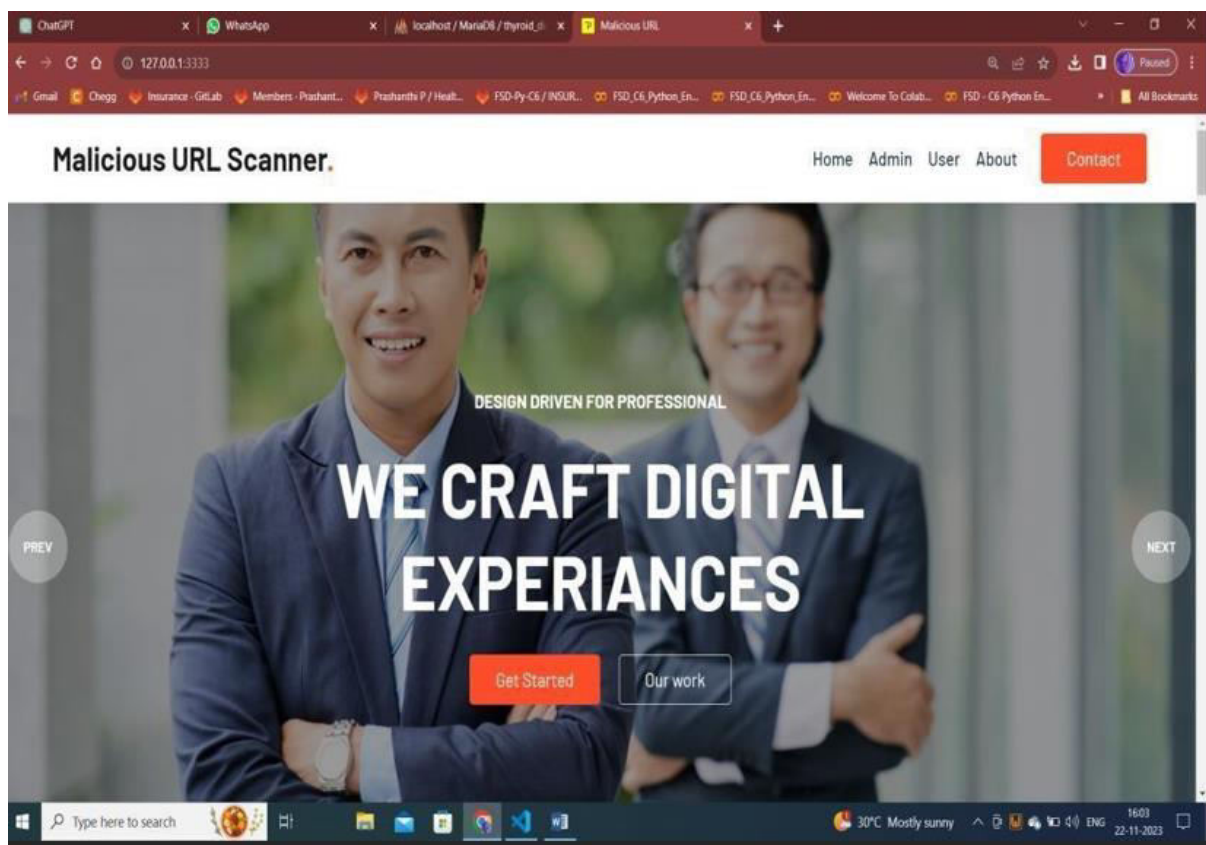 ChatGPT WhatsApp localhost / MariaDB / thyroid_d Malicious URL
127.0.0.1:3333 Paused
Gmail Chegg Insurance - GitLab Members - Prashant... Prashanthi P / Healt... FSD-Py-C6 / INSUR... FSD_C6_Python_En... FSD_C6_Python_En... Welcome To Colab... FSD - C6 Python En... All Bookmarks
Malicious URL Scanner. Home Admin User About Contact
DESIGN DRIVEN FOR PROFESSIONAL
WE CRAFT DIGITAL
EXPERIANCES
PREV NEXT
Get Started Our work
Type here to search 30°C Mostly sunny ENG 16:03
22-11-2023